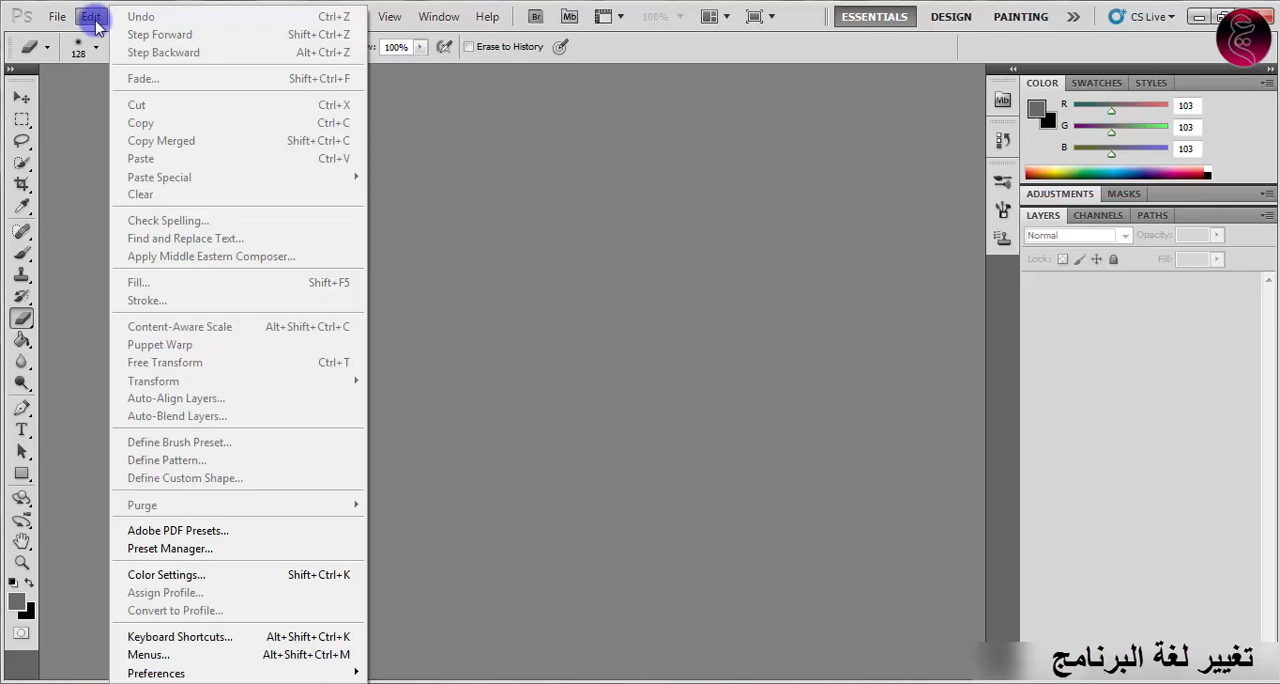 Ps File Edit View Window Help Br Mb 100% ESSENTIALS DESIGN PAINTING CS Live
128 100% Erase to History
Undo Ctrl+Z
Step Forward Shift+Ctrl+Z
Step Backward Alt+Ctrl+Z
Fade... Shift+Ctrl+F
Cut Ctrl+X
Copy Ctrl+C
Copy Merged Shift+Ctrl+C
Paste Ctrl+V
Paste Special
Clear
Check Spelling...
Find and Replace Text...
Apply Middle Eastern Composer...
Fill... Shift+F5
Stroke...
Content-Aware Scale Alt+Shift+Ctrl+C
Puppet Warp
Free Transform Ctrl+T
Transform
Auto-Align Layers...
Auto-Blend Layers...
Define Brush Preset...
Define Pattern...
Define Custom Shape...
Purge
Adobe PDF Presets...
Preset Manager...
Color Settings... Shift+Ctrl+K
Assign Profile...
Convert to Profile...
Keyboard Shortcuts... Alt+Shift+Ctrl+K
Menus... Alt+Shift+Ctrl+M
Preferences
Mb
COLOR SWATCHES STYLES
R 103
G 103
B 103
ADJUSTMENTS MASKS
LAYERS CHANNELS PATHS
Normal Opacity:
Lock: Fill:
تغيير لغة البرنامج